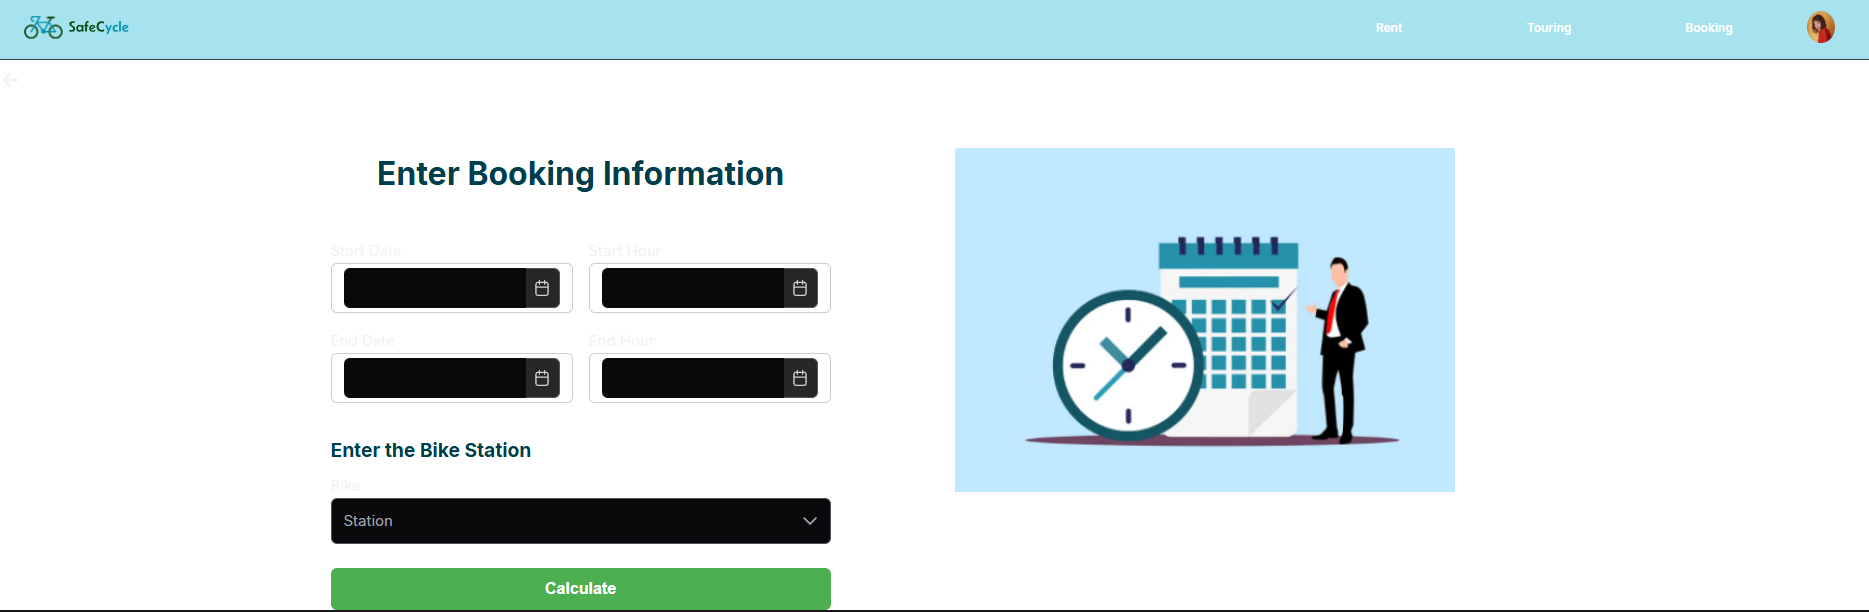 SafeCycle
Rent
Touring
Booking
Enter Booking Information
Start Date
Start Hour
End Date
End Hour
Enter the Bike Station
Bike
Station
Calculate